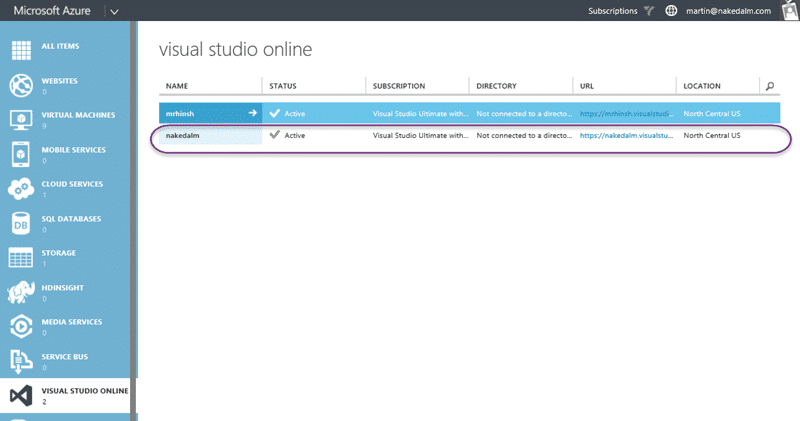 Microsoft Azure
Subscriptions martin@nakedalm.com
ALL ITEMS
WEBSITES
0
VIRTUAL MACHINES
9
MOBILE SERVICES
0
CLOUD SERVICES
1
SQL DATABASES
0
DB
STORAGE
1
HDINSIGHT
0
MEDIA SERVICES
0
SERVICE BUS
0
VISUAL STUDIO ONLINE
2
visual studio online
NAME STATUS SUBSCRIPTION DIRECTORY URL LOCATION
mrhinsh Active Visual Studio Ultimate with... Not connected to a directo... https://mrhinsh.visualstudi... North Central US
nakedalm Active Visual Studio Ultimate with... Not connected to a directo... https://nakedalm.visualstu... North Central US